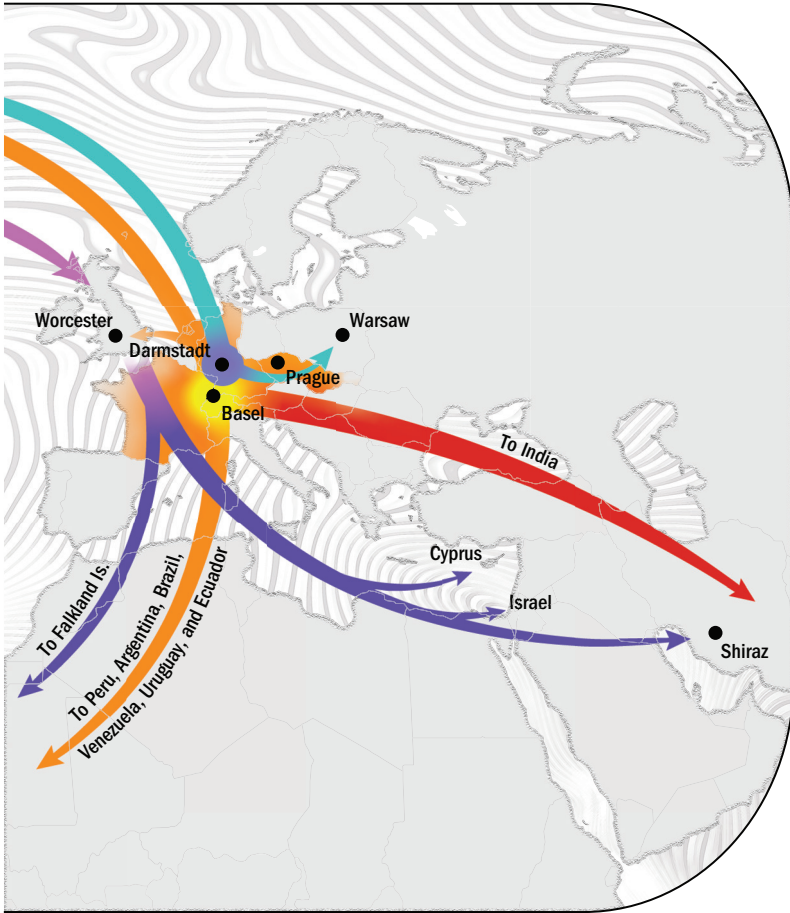 Worcester
Warsaw
Darmstadt
Prague
Basel
To India
Cyprus
Israel
Shiraz
To Falkland Is.
To Peru, Argentina, Brazil,
Venezuela, Uruguay, and Ecuador